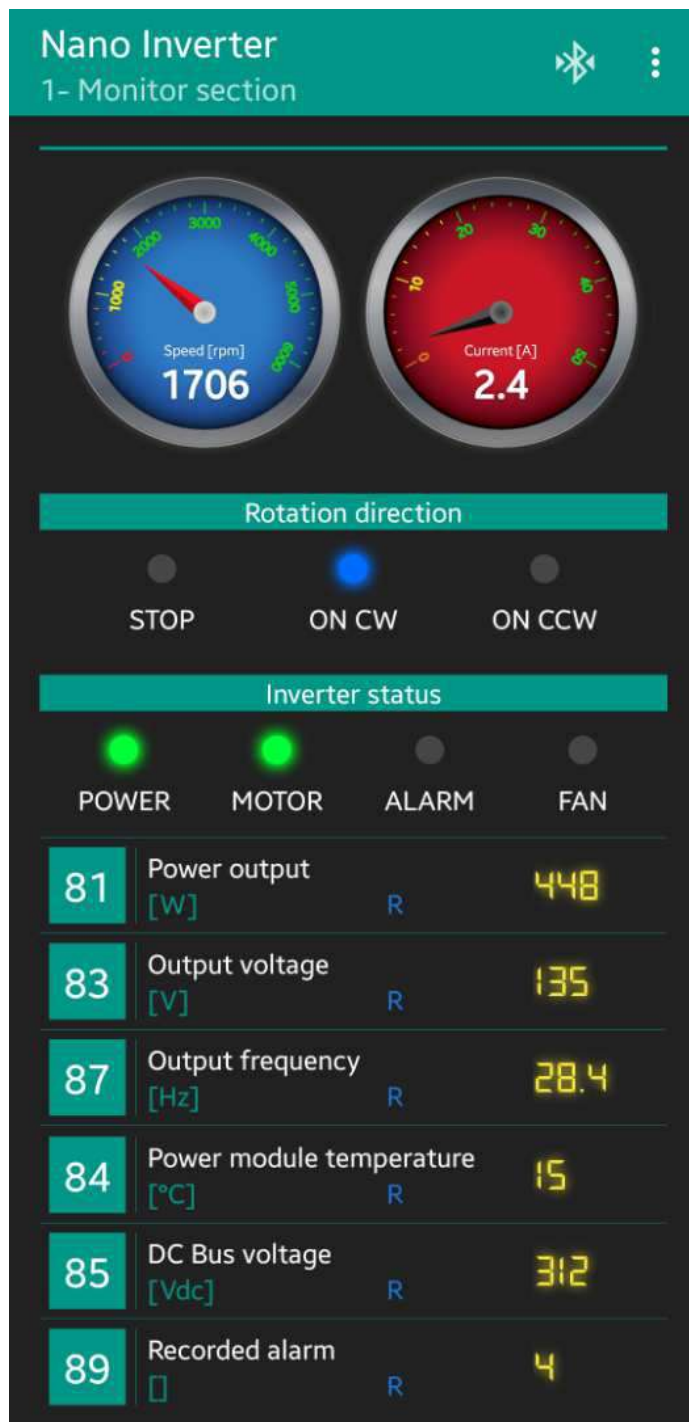 Nano Inverter
1- Monitor section
0
1000
2000
3000
4000
5000
6000
Speed [rpm]
1706
0
10
20
30
40
50
Current [A]
2.4
Rotation direction
STOP
ON CW
ON CCW
Inverter status
POWER
MOTOR
ALARM
FAN
81
Power output
[W]
R
448
83
Output voltage
[V]
R
135
87
Output frequency
[Hz]
R
28.4
84
Power module temperature
[°C]
R
15
85
DC Bus voltage
[Vdc]
R
312
89
Recorded alarm
[]
R
4